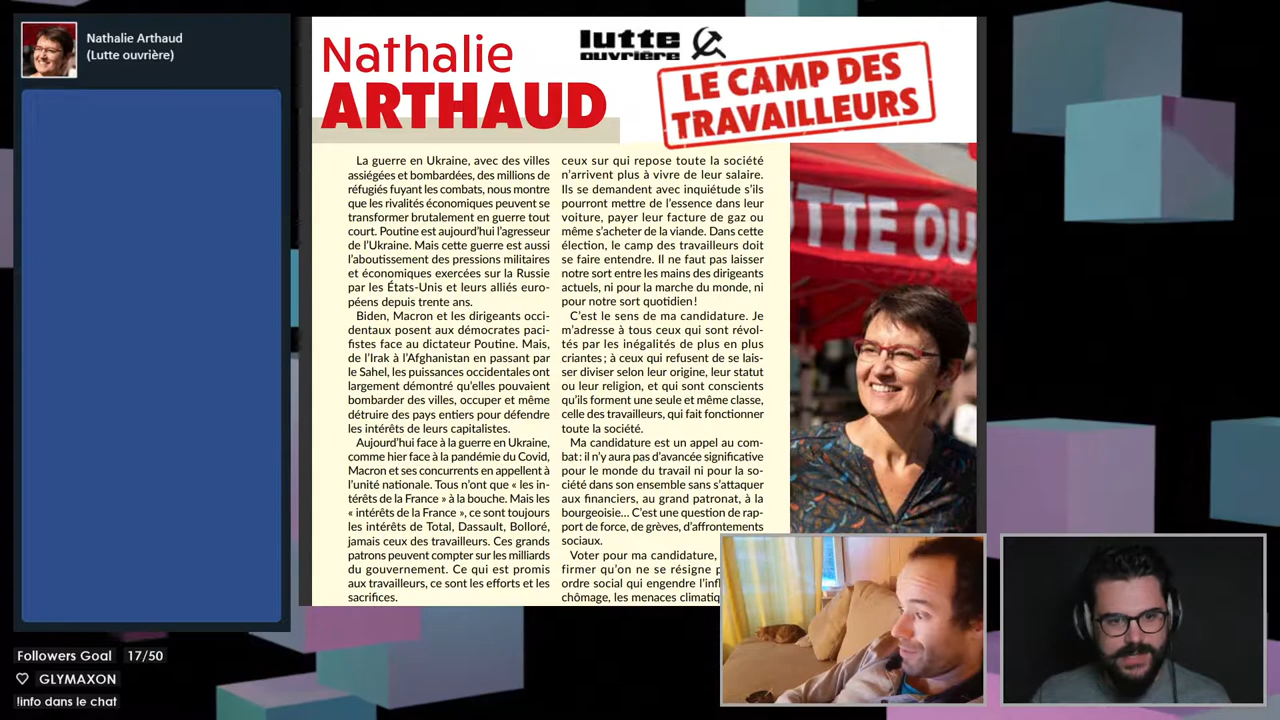 Nathalie Arthaud
(Lutte ouvrière)
Nathalie
ARTHAUD
lutte
ouvrière
LE CAMP DES
TRAVAILLEURS
La guerre en Ukraine, avec des villes
assiégées et bombardées, des millions de
réfugiés fuyant les combats, nous montre
que les rivalités économiques peuvent se
transformer brutalement en guerre tout
court. Poutine est aujourd'hui l'agresseur
de l'Ukraine. Mais cette guerre est aussi
l'aboutissement des pressions militaires
et économiques exercées sur la Russie
par les États-Unis et leurs alliés euro-
péens depuis trente ans.
Biden, Macron et les dirigeants occi-
dentaux posent aux démocrates paci-
fistes face au dictateur Poutine. Mais,
de l'Irak à l'Afghanistan en passant par
le Sahel, les puissances occidentales ont
largement démontré qu'elles pouvaient
bombarder des villes, occuper et même
détruire des pays entiers pour défendre
les intérêts de leurs capitalistes.
Aujourd'hui face à la guerre en Ukraine,
comme hier face à la pandémie du Covid,
Macron et ses concurrents en appellent à
l'unité nationale. Tous n'ont que « les in-
térêts de la France » à la bouche. Mais les
« intérêts de la France », ce sont toujours
les intérêts de Total, Dassault, Bolloré,
jamais ceux des travailleurs. Ces grands
patrons peuvent compter sur les milliards
du gouvernement. Ce qui est promis
aux travailleurs, ce sont les efforts et les
sacrifices.
ceux sur qui repose toute la société
n'arrivent plus à vivre de leur salaire.
Ils se demandent avec inquiétude s'ils
pourront mettre de l'essence dans leur
voiture, payer leur facture de gaz ou
même s'acheter de la viande. Dans cette
élection, le camp des travailleurs doit
se faire entendre. Il ne faut pas laisser
notre sort entre les mains des dirigeants
actuels, ni pour la marche du monde, ni
pour notre sort quotidien !
C'est le sens de ma candidature. Je
m'adresse à tous ceux qui sont révol-
tés par les inégalités de plus en plus
criantes ; à ceux qui refusent de se lais-
ser diviser selon leur origine, leur statut
ou leur religion, et qui sont conscients
qu'ils forment une seule et même classe,
celle des travailleurs, qui fait fonctionner
toute la société.
Ma candidature est un appel au com-
bat : il n'y aura pas d'avancée significative
pour le monde du travail ni pour la so-
ciété dans son ensemble sans s'attaquer
aux financiers, au grand patronat, à la
bourgeoisie... C'est une question de rap-
port de force, de grèves, d'affrontements
sociaux.
Voter pour ma candidature,
firmer qu'on ne se résigne
ordre social qui engendre
chômage, les menaces
TTE OU
Followers Goal 17/50
GLYMAXON
!info dans le chat